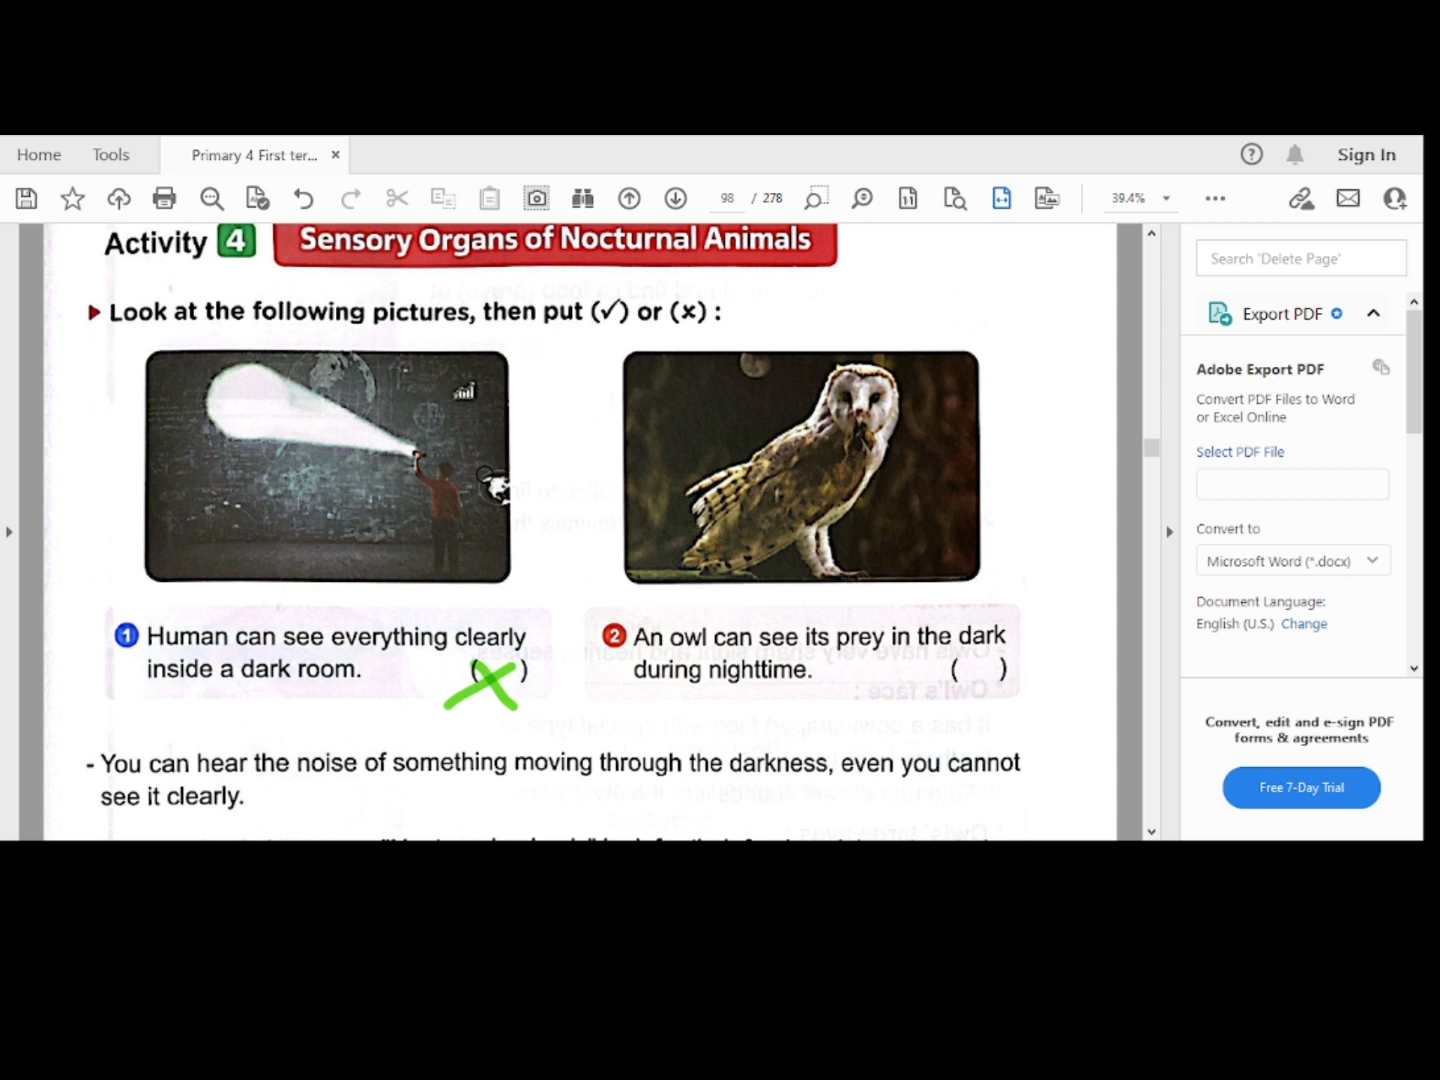 Home Tools Primary 4 First ter... × Sign In
98 / 278 39.4%
Activity 4 Sensory Organs of Nocturnal Animals
Look at the following pictures, then put (✓) or (×) :
1 Human can see everything clearly
inside a dark room. (X)
2 An owl can see its prey in the dark
during nighttime. ( )
- You can hear the noise of something moving through the darkness, even you cannot
see it clearly.
Search 'Delete Page'
Export PDF
Adobe Export PDF
Convert PDF Files to Word
or Excel Online
Select PDF File
Convert to
Microsoft Word (*.docx)
Document Language:
English (U.S.) Change
Convert, edit and e-sign PDF
forms & agreements
Free 7-Day Trial